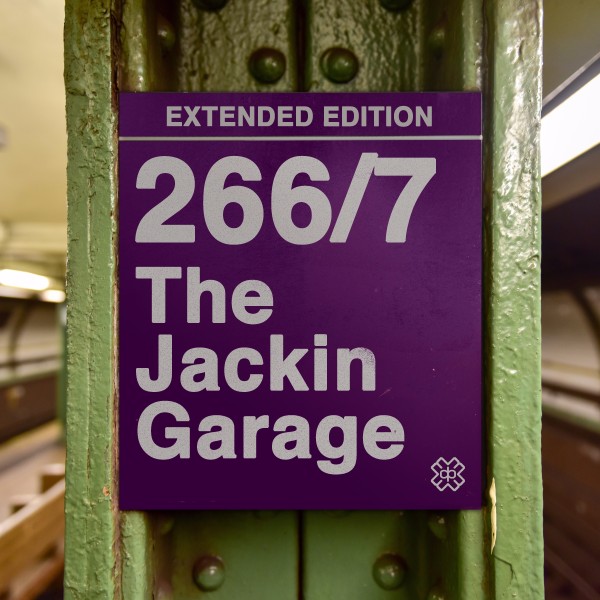 EXTENDED EDITION
266/7
The
Jackin
Garage